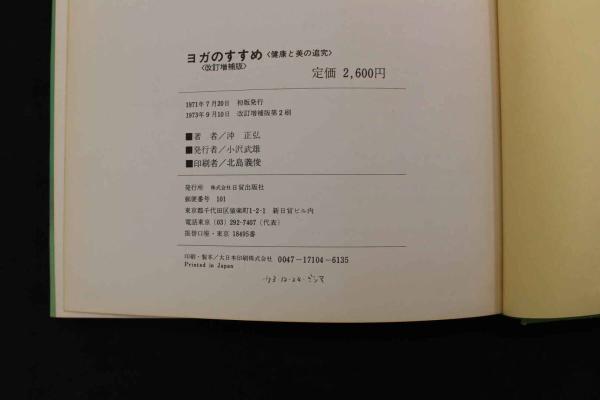 ヨガのすすめ〈健康と美の追究〉
〈改訂増補版〉
定価 2,600円
1971年7月20日 初版発行
1973年9月10日 改訂増補版第2刷
■著 者/沖 正弘
■発行者/小沢武雄
■印刷者/北島義俊
発行所 株式会社日貿出版社
郵便番号 101
東京都千代田区猿楽町1-2-1 新日貿ビル内
電話東京 (03) 292-7407 (代表)
振替口座・東京 18495番
印刷・製本/大日本印刷株式会社 0047-17104-6135
Printed in Japan